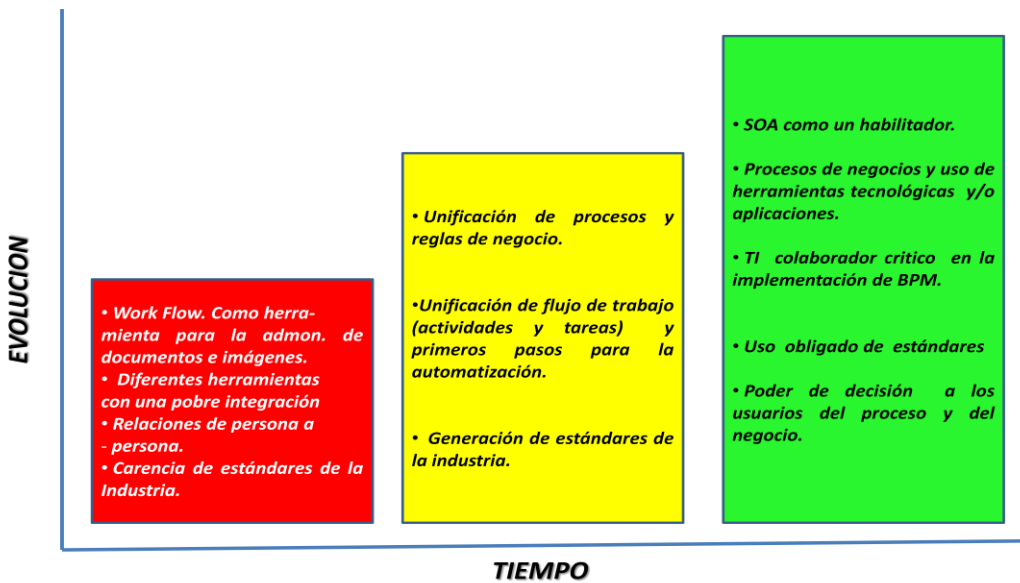 EVOLUCION
• Work Flow. Como herra-
mienta para la admon. de
documentos e imágenes.
• Diferentes herramientas
con una pobre integración
• Relaciones de persona a
- persona.
• Carencia de estándares de la
Industria.
• Unificación de procesos y
reglas de negocio.
•Unificación de flujo de trabajo
(actividades y tareas) y
primeros pasos para la
automatización.
• Generación de estándares de
la industria.
• SOA como un habilitador.
• Procesos de negocios y uso de
herramientas tecnológicas y/o
aplicaciones.
• TI colaborador critico en la
implementación de BPM.
• Uso obligado de estándares
• Poder de decisión a los
usuarios del proceso y del
negocio.
TIEMPO